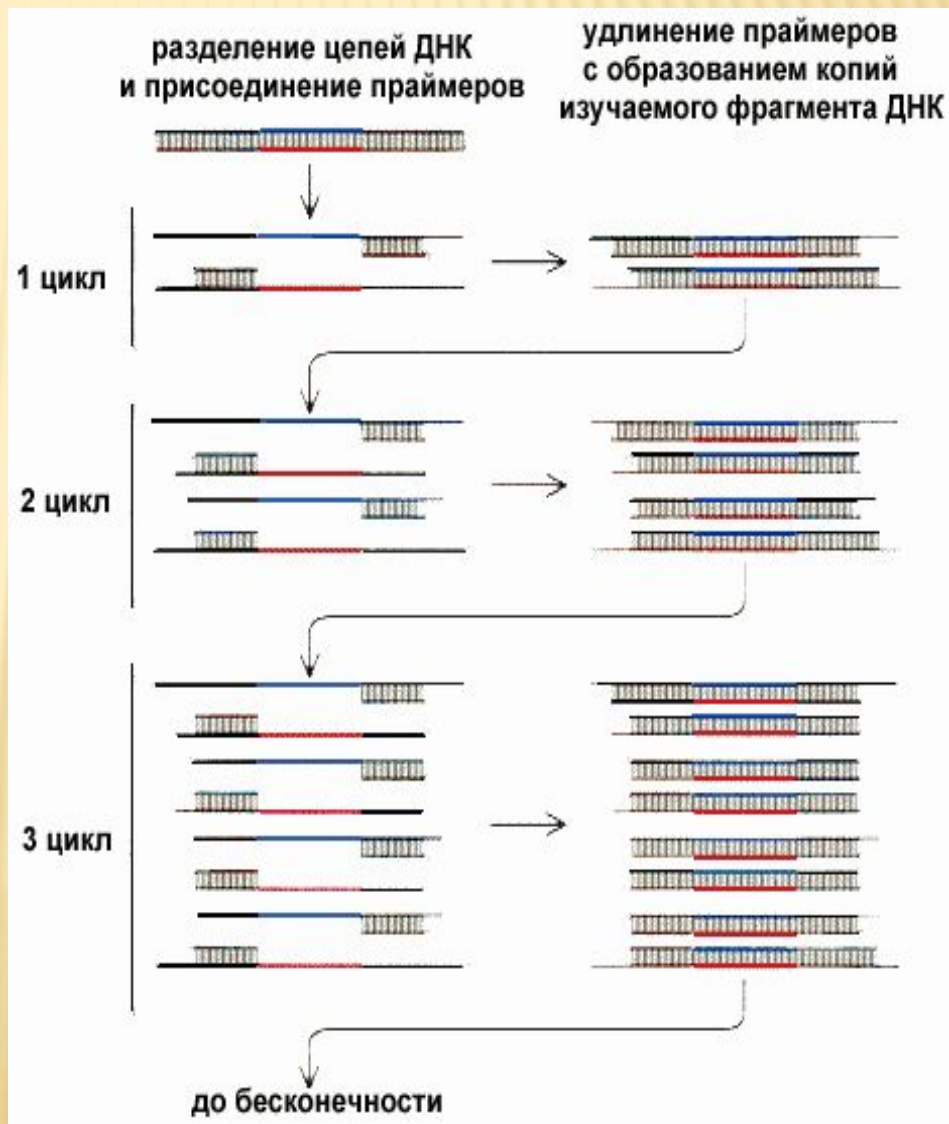 разделение цепей ДНК
и присоединение праймеров
удлинение праймеров
с образованием копий
изучаемого фрагмента ДНК
1 цикл
2 цикл
3 цикл
до бесконечности